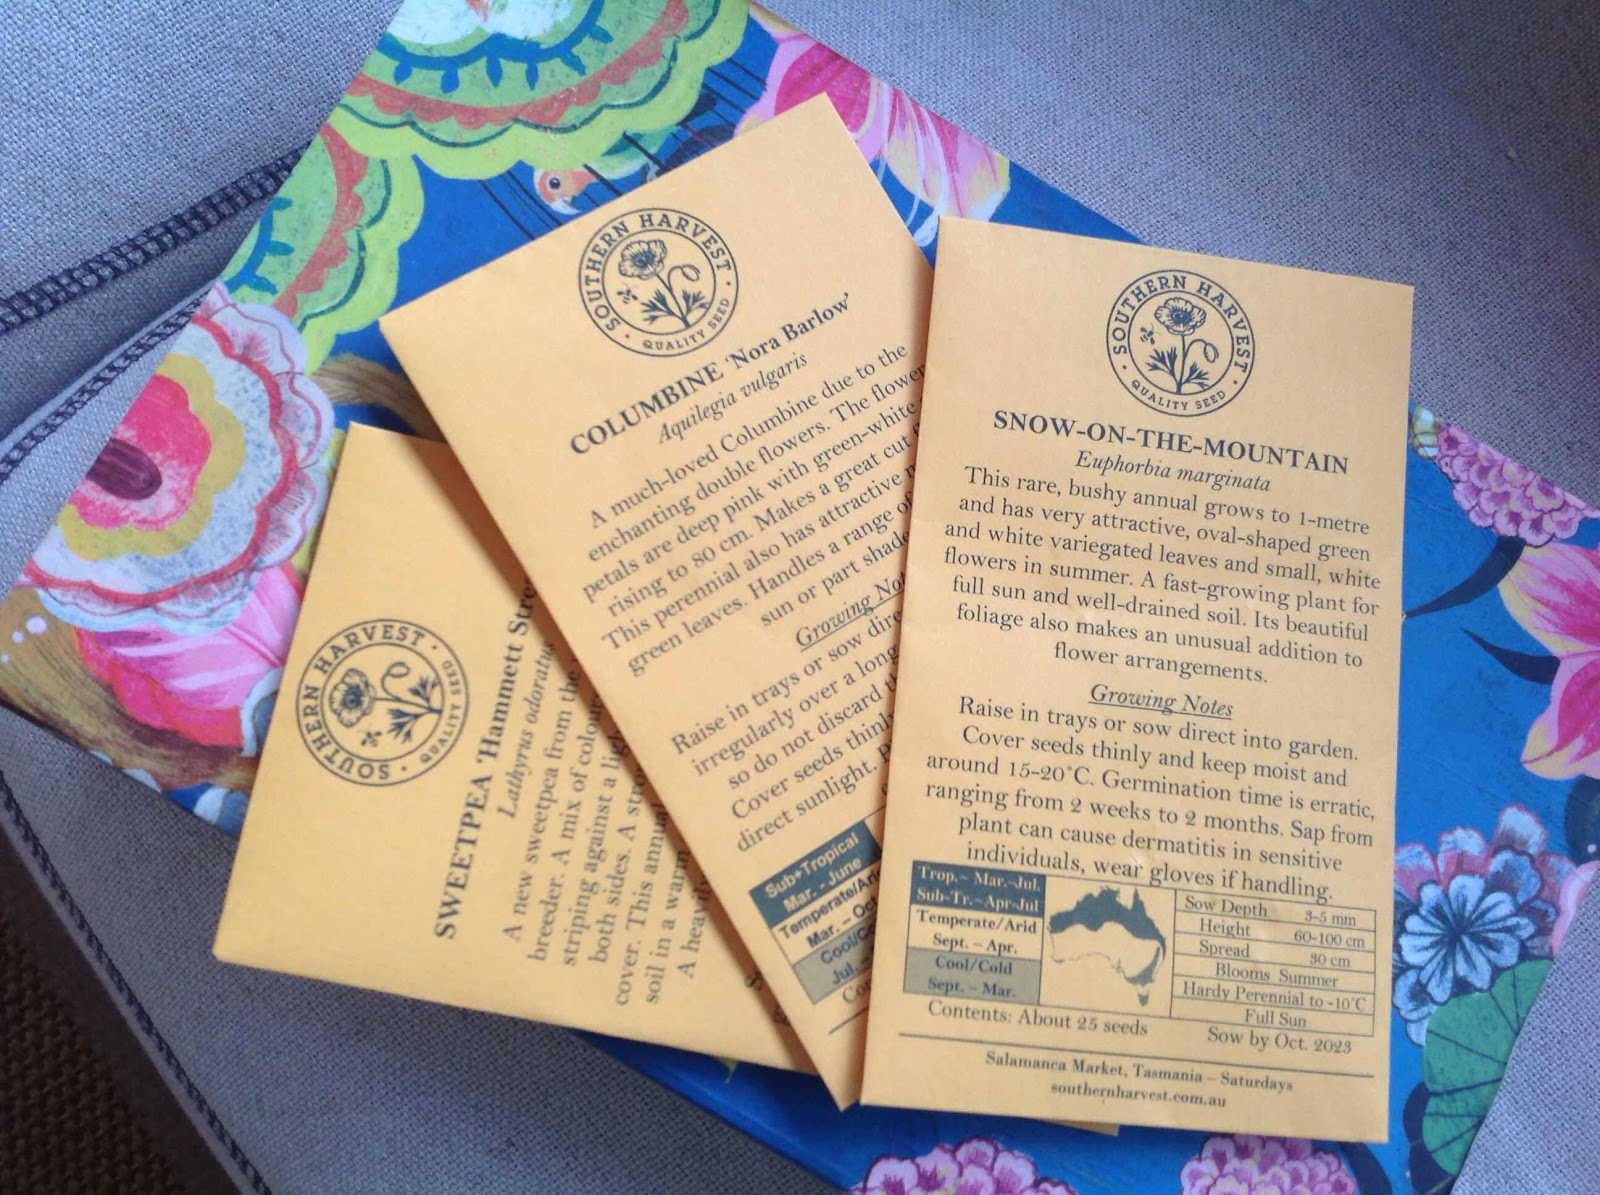 SOUTHERN HARVEST
QUALITY SEED
SWEETPEA 'Hammett
Lathyrus odoratus
A new sweetpea from the
breeder. A mix of
striping against a
both sides. A
cover. This annual
soil in a warm
A
SOUTHERN HARVEST
QUALITY SEED
COLUMBINE 'Nora Barlow'
Aquilegia vulgaris
A much-loved Columbine due to the
enchanting double flowers. The
petals are deep pink with green-white
rising to 80 cm. Makes a great cut
This perennial also has attractive
green leaves. Handles a range of
sun or part shade
Growing
Raise in trays or sow
irregularly over a long
so do not discard
Cover seeds thinly
direct sunlight.
Sub+Tropical
Mar. - June
Temperate/Arid
Mar. – Oct
SOUTHERN HARVEST
QUALITY SEED
SNOW-ON-THE-MOUNTAIN
Euphorbia marginata
This rare, bushy annual grows to 1-metre
and has very attractive, oval-shaped green
and white variegated leaves and small, white
flowers in summer. A fast-growing plant for
full sun and well-drained soil. Its beautiful
foliage also makes an unusual addition to
flower arrangements.
Growing Notes
Raise in trays or sow direct into garden.
Cover seeds thinly and keep moist and
around 15-20°C. Germination time is erratic,
ranging from 2 weeks to 2 months. Sap from
plant can cause dermatitis in sensitive
individuals, wear gloves if handling.
Trop.~ Mar.-Jul.
Sub-Tr.~Apr-Jul
Temperate/Arid
Sept. – Apr.
Cool/Cold
Sept. – Mar.
Sow Depth 3-5 mm
Height 60-100 cm
Spread 30 cm
Blooms Summer
Hardy Perennial to -10°C
Full Sun
Contents: About 25 seeds
Sow by Oct. 2023
Salamanca Market, Tasmania – Saturdays
southernharvest.com.au